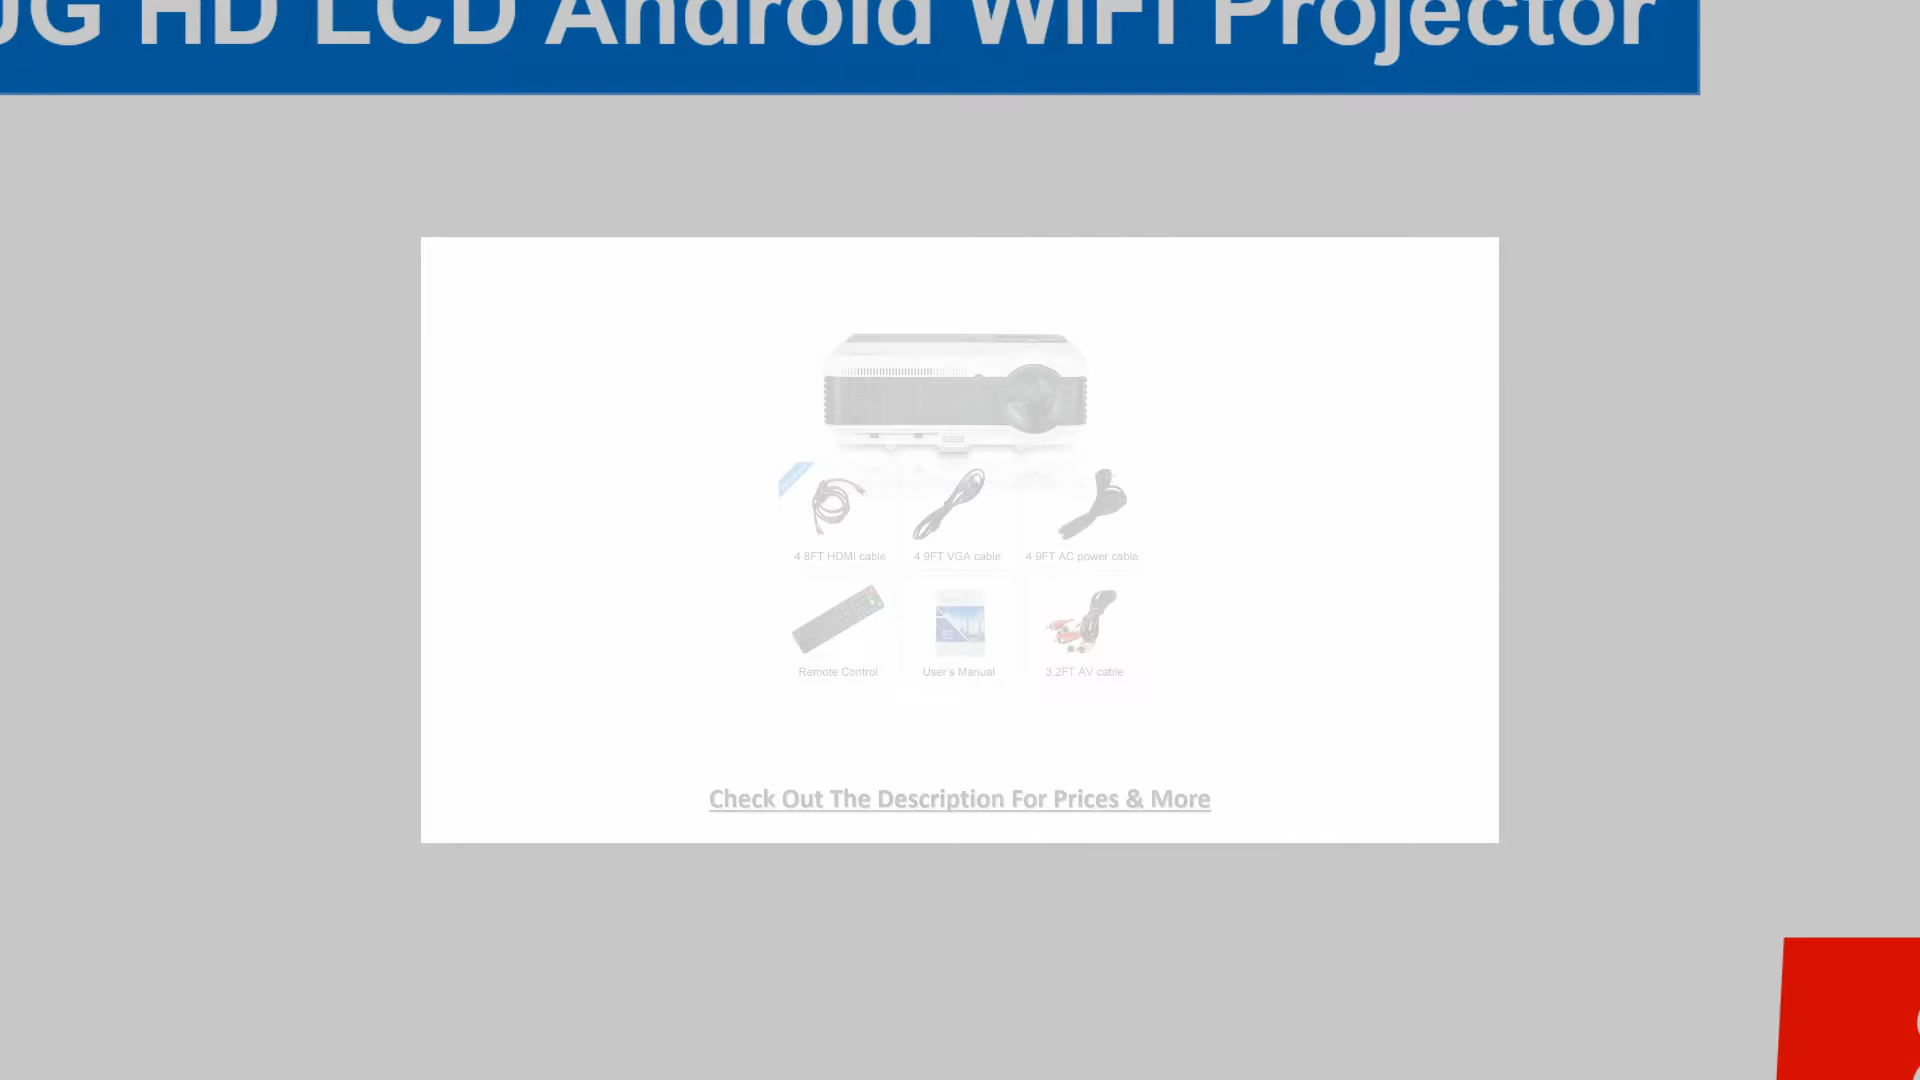 UG HD LCD Android WiFi Projector
4.8FT HDMI cable 4.9FT VGA cable 4.9FT AC power cable
Remote Control User's Manual 3.2FT AV cable
Check Out The Description For Prices & More